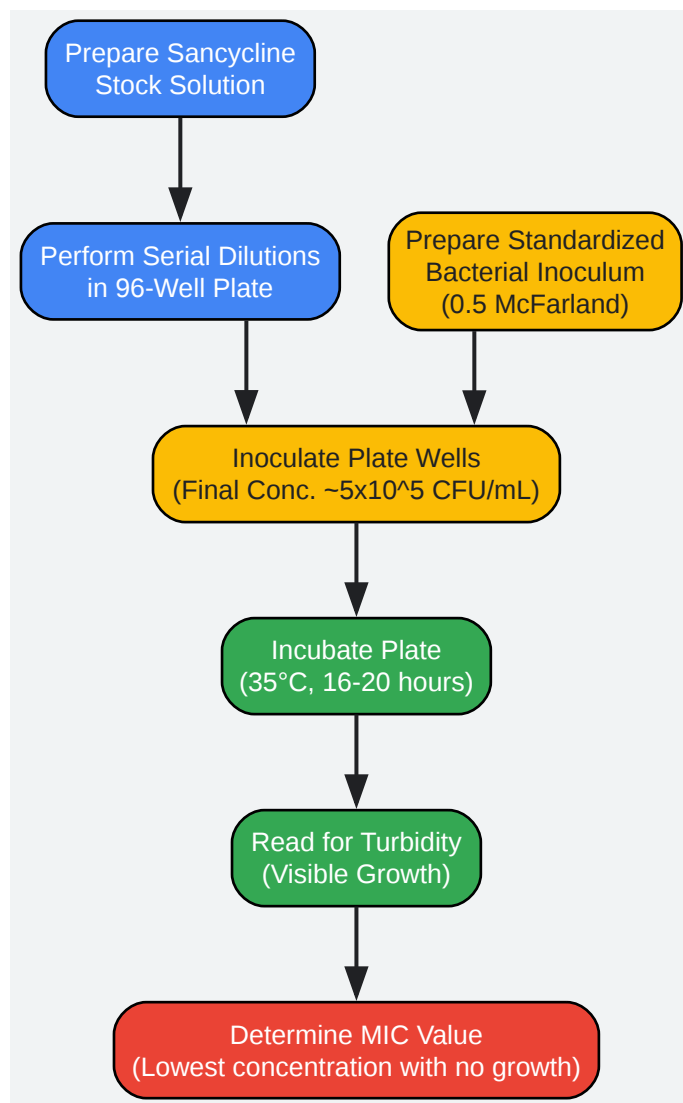 Prepare Sancycline
Stock Solution
Perform Serial Dilutions
in 96-Well Plate
Prepare Standardized
Bacterial Inoculum
(0.5 McFarland)
Inoculate Plate Wells
(Final Conc. ~5x10^5 CFU/mL)
Incubate Plate
(35°C, 16-20 hours)
Read for Turbidity
(Visible Growth)
Determine MIC Value
(Lowest concentration with no growth)